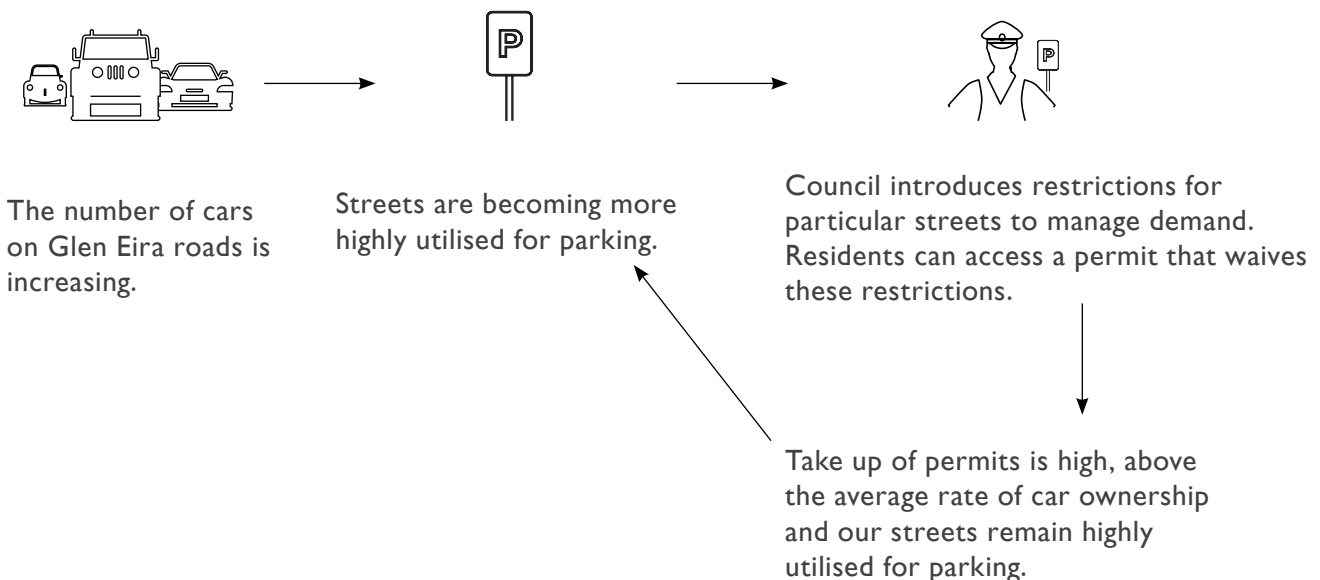 P
P
The number of cars
on Glen Eira roads is
increasing.
Streets are becoming more
highly utilised for parking.
Council introduces restrictions for
particular streets to manage demand.
Residents can access a permit that waives
these restrictions.
Take up of permits is high, above
the average rate of car ownership
and our streets remain highly
utilised for parking.